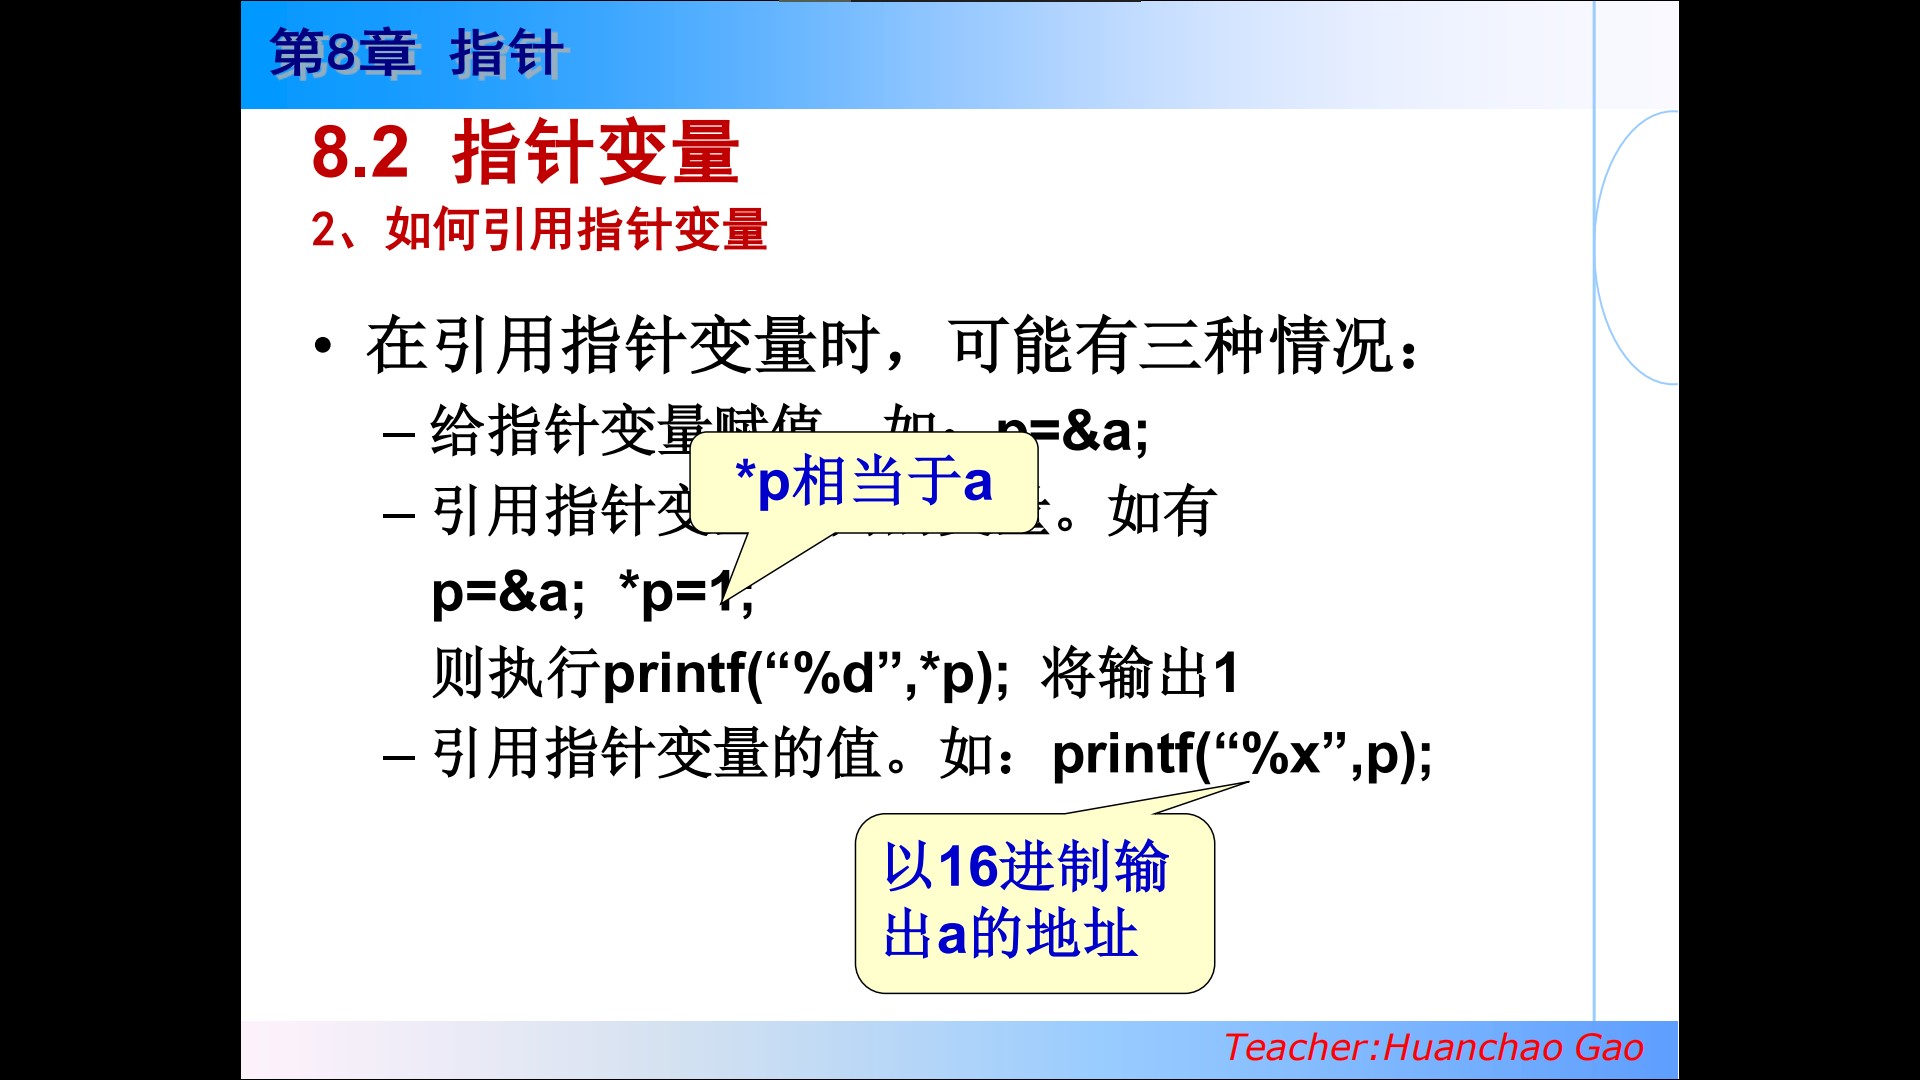 第8章 指针
8.2 指针变量
2、如何引用指针变量
• 在引用指针变量时，可能有三种情况：
– 给指针变量赋值 如： p=&a;
*p相当于a
– 引用指针变 。如有
p=&a; *p=1;
则执行printf(“%d”,*p); 将输出1
– 引用指针变量的值。如：printf(“%x”,p);
以16进制输
出a的地址
Teacher:Huanchao Gao